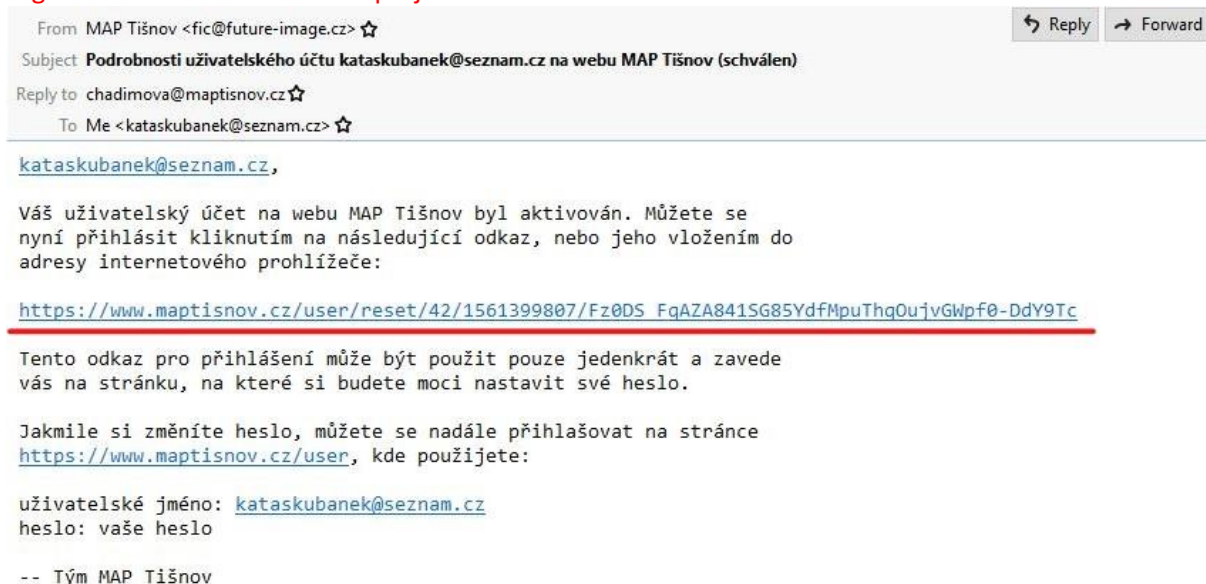 From MAP Tišnov <fic@future-image.cz>
Reply
Forward
Subject Podrobnosti uživatelského účtu kataskubanek@seznam.cz na webu MAP Tišnov (schválen)
Reply to chadimova@maptisnov.cz
To Me <kataskubanek@seznam.cz>
kataskubanek@seznam.cz,
Váš uživatelský účet na webu MAP Tišnov byl aktivován. Můžete se
nyní přihlásit kliknutím na následující odkaz, nebo jeho vložením do
adresy internetového prohlížeče:
https://www.maptisnov.cz/user/reset/42/1561399807/Fz0DS_FqAZA841SG85YdfMpuThqOujvGWpf0-DdY9Tc
Tento odkaz pro přihlášení může být použit pouze jedenkrát a zavede
vás na stránku, na které si budete moci nastavit své heslo.
Jakmile si změníte heslo, můžete se nadále přihlašovat na stránce
https://www.maptisnov.cz/user, kde použijete:
uživatelské jméno: kataskubanek@seznam.cz
heslo: vaše heslo
-- Tým MAP Tišnov